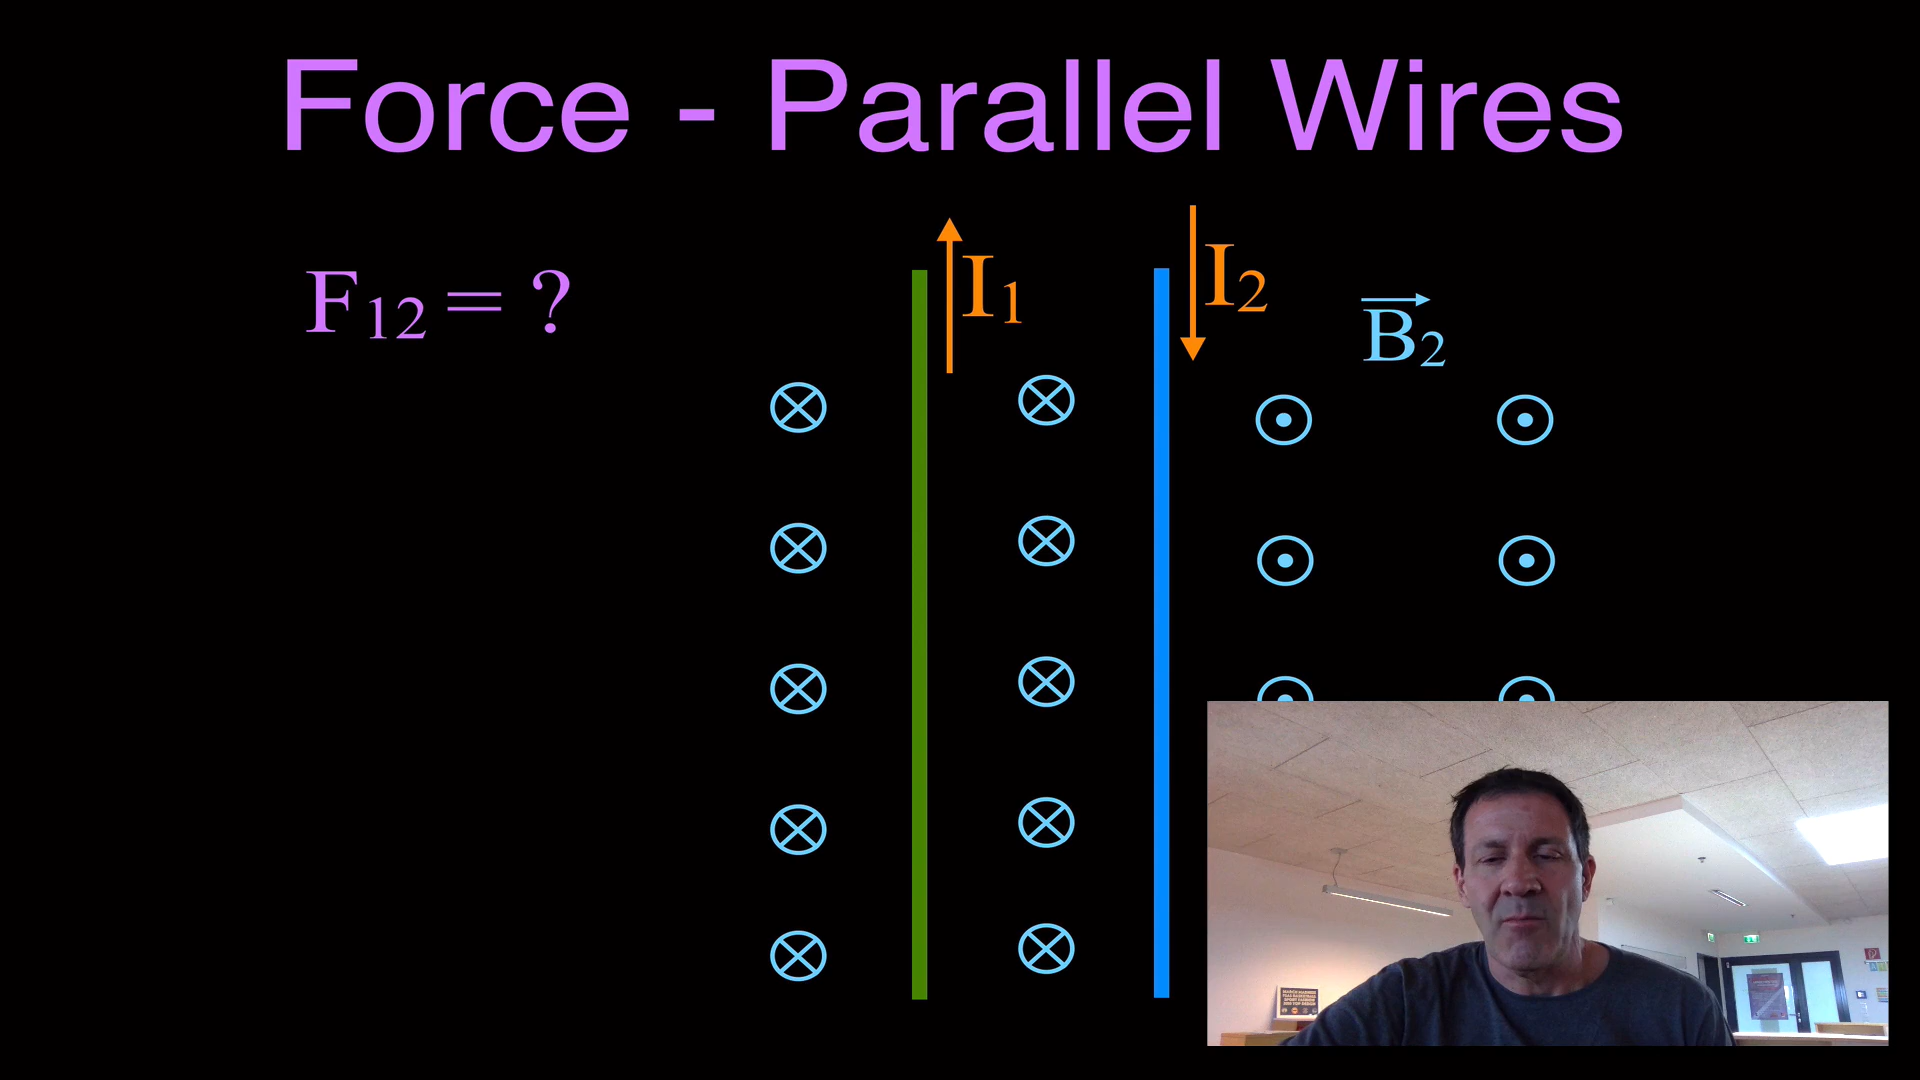 Force - Parallel Wires
F₁₂ = ?
I₁
I₂
B₂